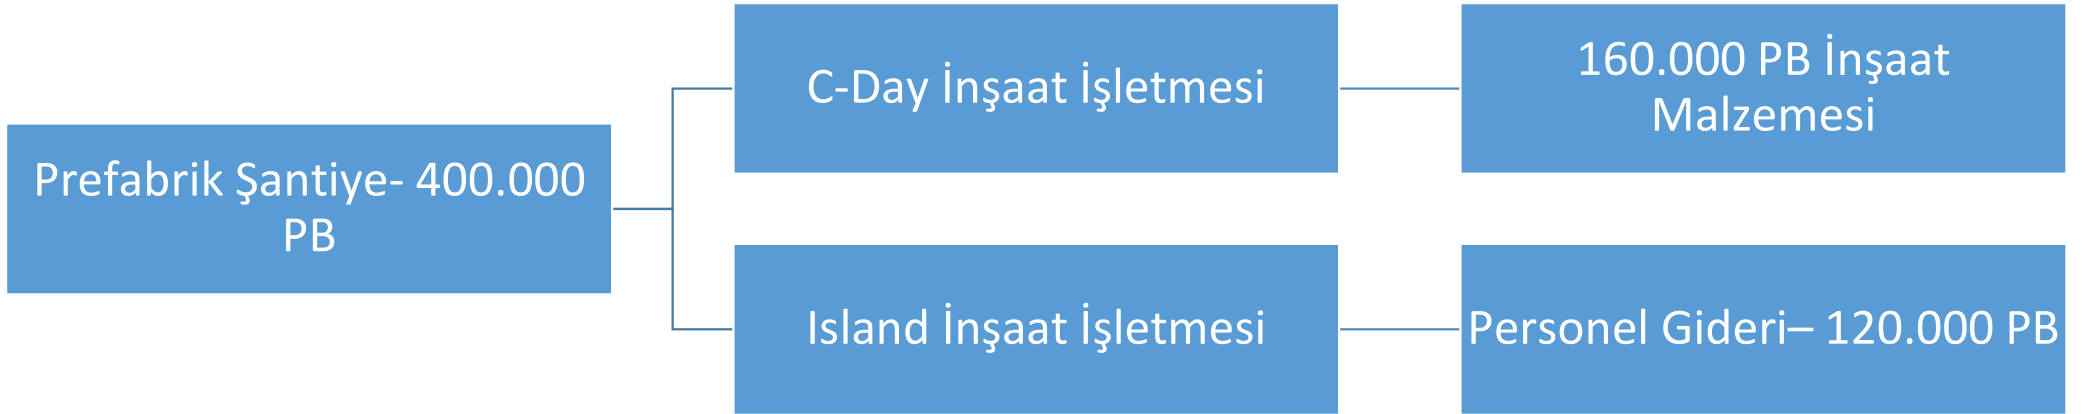 Prefabrik Şantiye- 400.000
PB
C-Day İnşaat İşletmesi
160.000 PB İnşaat
Malzemesi
Island İnşaat İşletmesi
Personel Gideri– 120.000 PB